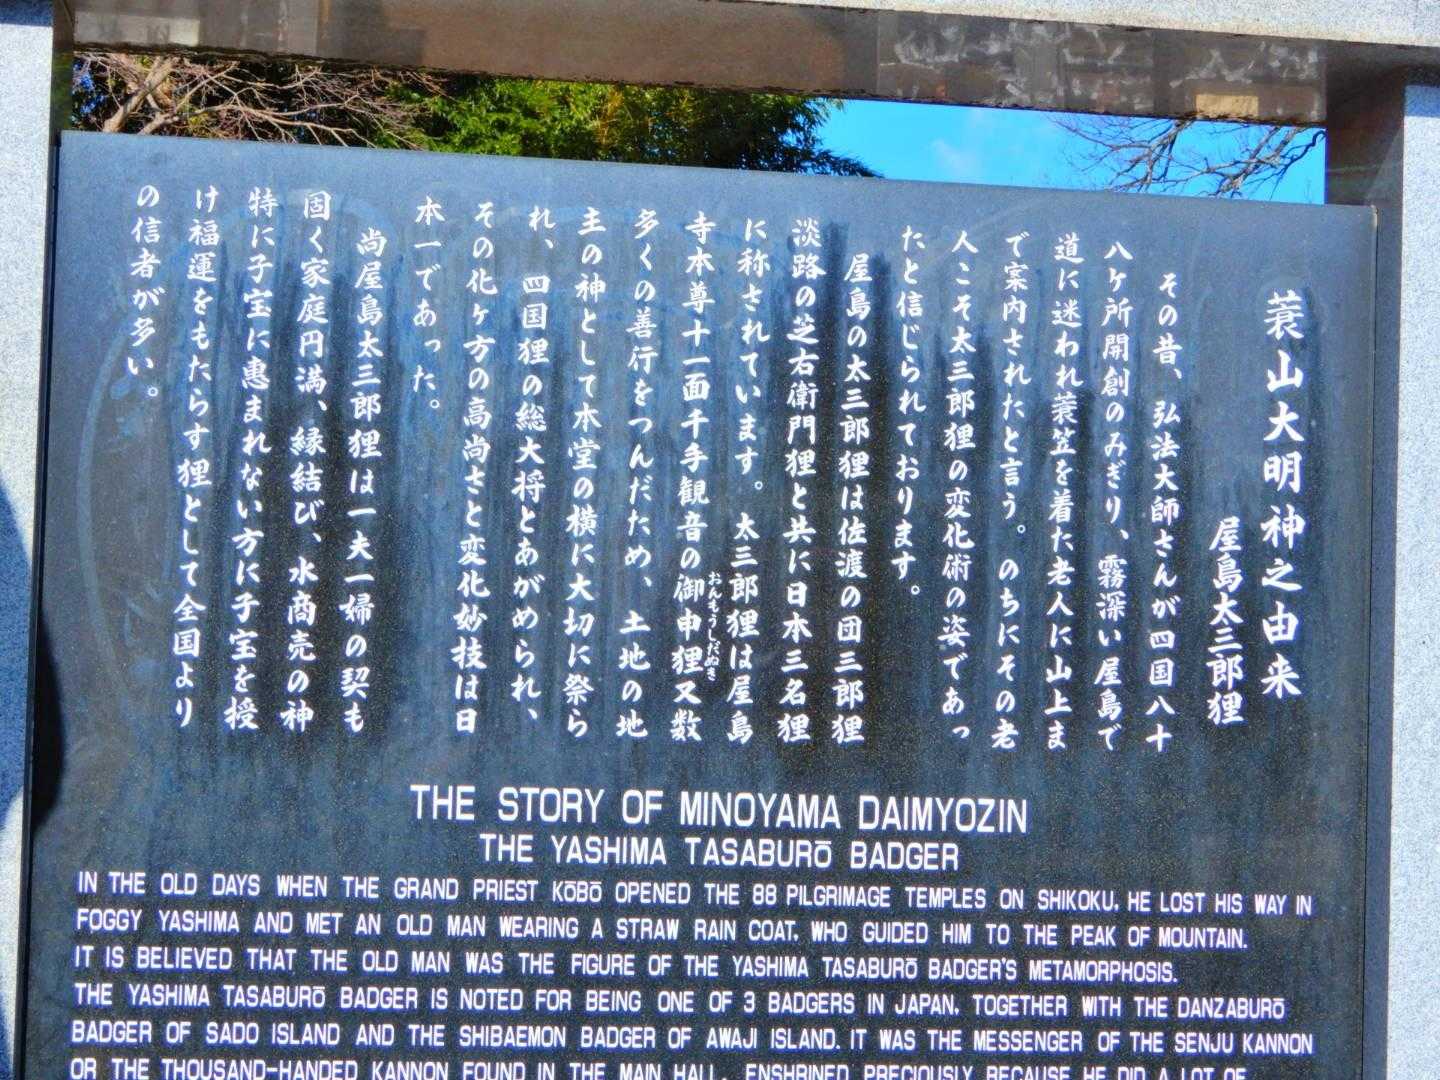 蓑山大明神之由来
屋島太三郎狸
その昔、弘法大師さんが四国八十
八ケ所開創のみぎり、霧深い屋島で
道に迷われ蓑笠を着た老人に山上ま
で案内されたと言う。のちにその老
人こそ太三郎狸の変化術の姿であっ
たと信じられております。
屋島の太三郎狸は佐渡の団三郎狸
淡路の芝右衛門狸と共に日本三名狸
に称されています。太三郎狸は屋島
寺本尊十一面千手観音の御申狸又数
おんもうしだぬき
多くの善行をつんだため、土地の地
主の神として本堂の横に大切に祭ら
れ、四国狸の総大将とあがめられ、
その化ケ方の高尚さと変化妙技は日
本一であった。
尚屋島太三郎狸は一夫一婦の契も
固く家庭円満、縁結び、水商売の神
特に子宝に恵まれない方に子宝を授
け福運をもたらす狸として全国より
の信者が多い。
THE STORY OF MINOYAMA DAIMYOZIN
THE YASHIMA TASABURō BADGER
IN THE OLD DAYS WHEN THE GRAND PRIEST KōBō OPENED THE 88 PILGRIMAGE TEMPLES ON SHIKOKU, HE LOST HIS WAY IN
FOGGY YASHIMA AND MET AN OLD MAN WEARING A STRAW RAIN COAT, WHO GUIDED HIM TO THE PEAK OF MOUNTAIN.
IT IS BELIEVED THAT THE OLD MAN WAS THE FIGURE OF THE YASHIMA TASABURō BADGER'S METAMORPHOSIS.
THE YASHIMA TASABURō BADGER IS NOTED FOR BEING ONE OF 3 BADGERS IN JAPAN, TOGETHER WITH THE DANZABURō
BADGER OF SADO ISLAND AND THE SHIBAEMON BADGER OF AWAJI ISLAND. IT WAS THE MESSENGER OF THE SENJU KANNON
OR THE THOUSAND-HANDED KANNON FOUND IN THE MAIN HALL, ENSHRINED PRECIOUSLY BECAUSE HE DID A LOT OF